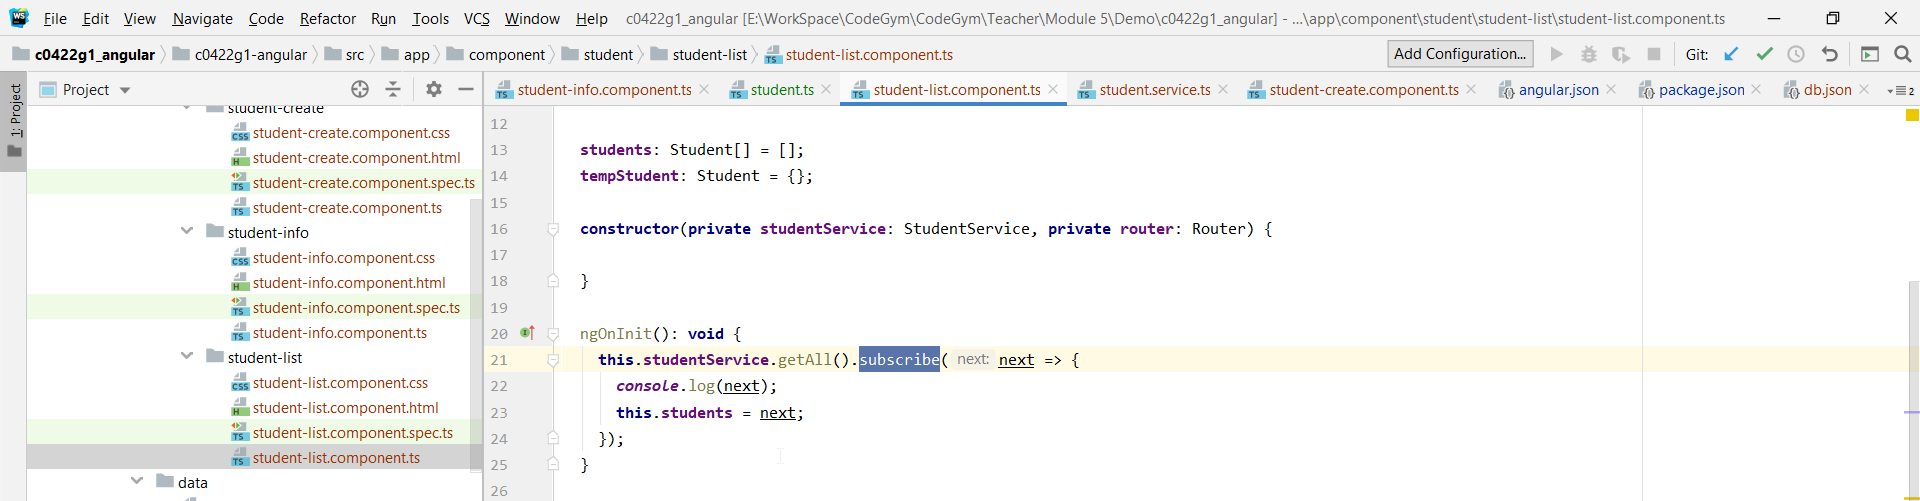 File Edit View Navigate Code Refactor Run Tools VCS Window Help c0422g1_angular [E:\WorkSpace\CodeGym\CodeGym\Teacher\Module 5\Demo\c0422g1_angular] - ...\app\component\student\student-list\student-list.component.ts
c0422g1_angular c0422g1-angular src app component student student-list student-list.component.ts Add Configuration... Git:
1: Project
Project
student-info.component.ts student.ts student-list.component.ts student.service.ts student-create.component.ts angular.json package.json db.json 2
student-create
student-create.component.css
student-create.component.html
student-create.component.spec.ts
student-create.component.ts
student-info
student-info.component.css
student-info.component.html
student-info.component.spec.ts
student-info.component.ts
student-list
student-list.component.css
student-list.component.html
student-list.component.spec.ts
student-list.component.ts
data
12
13 students: Student[] = [];
14 tempStudent: Student = {};
15
16 constructor(private studentService: StudentService, private router: Router) {
17
18 }
19
20 ngOnInit(): void {
21 this.studentService.getAll().subscribe( next: next => {
22 console.log(next);
23 this.students = next;
24 });
25 }
26